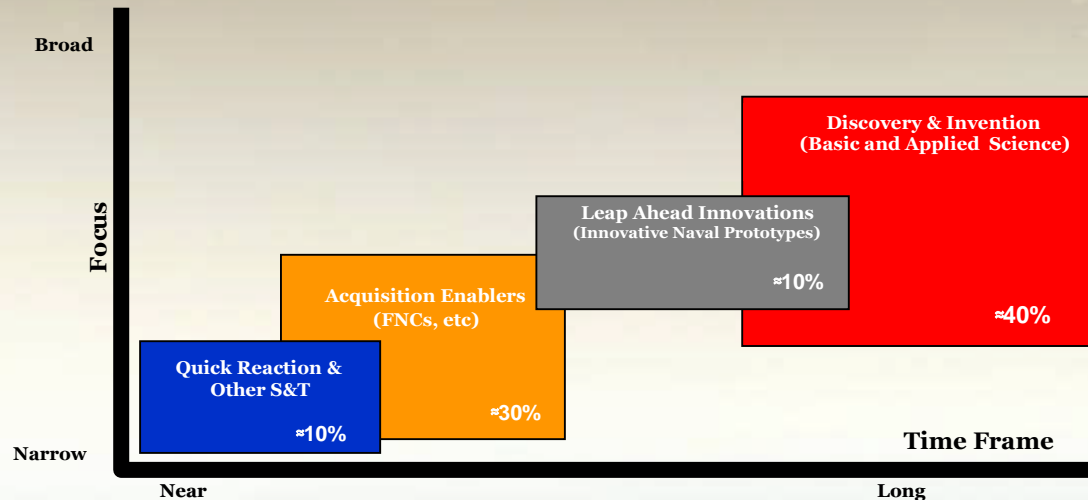 Broad
Discovery & Invention
(Basic and Applied Science)
Leap Ahead Innovations
(Innovative Naval Prototypes)
Focus
≈10%
Acquisition Enablers
(FNCs, etc)
≈40%
Quick Reaction &
Other S&T
≈30%
≈10%
Time Frame
Narrow
Near
Long